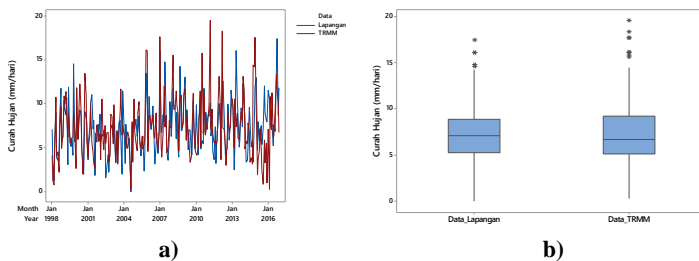 Data
Lapangan
TRMM
Curah Hujan (mm/hari)
20
15
10
5
0
Month Jan Jan Jan Jan Jan Jan Jan
Year 1998 2001 2004 2007 2010 2013 2016
a)
Curah Hujan (mm/hari)
20
15
10
5
0
Data_Lapangan Data_TRMM
b)